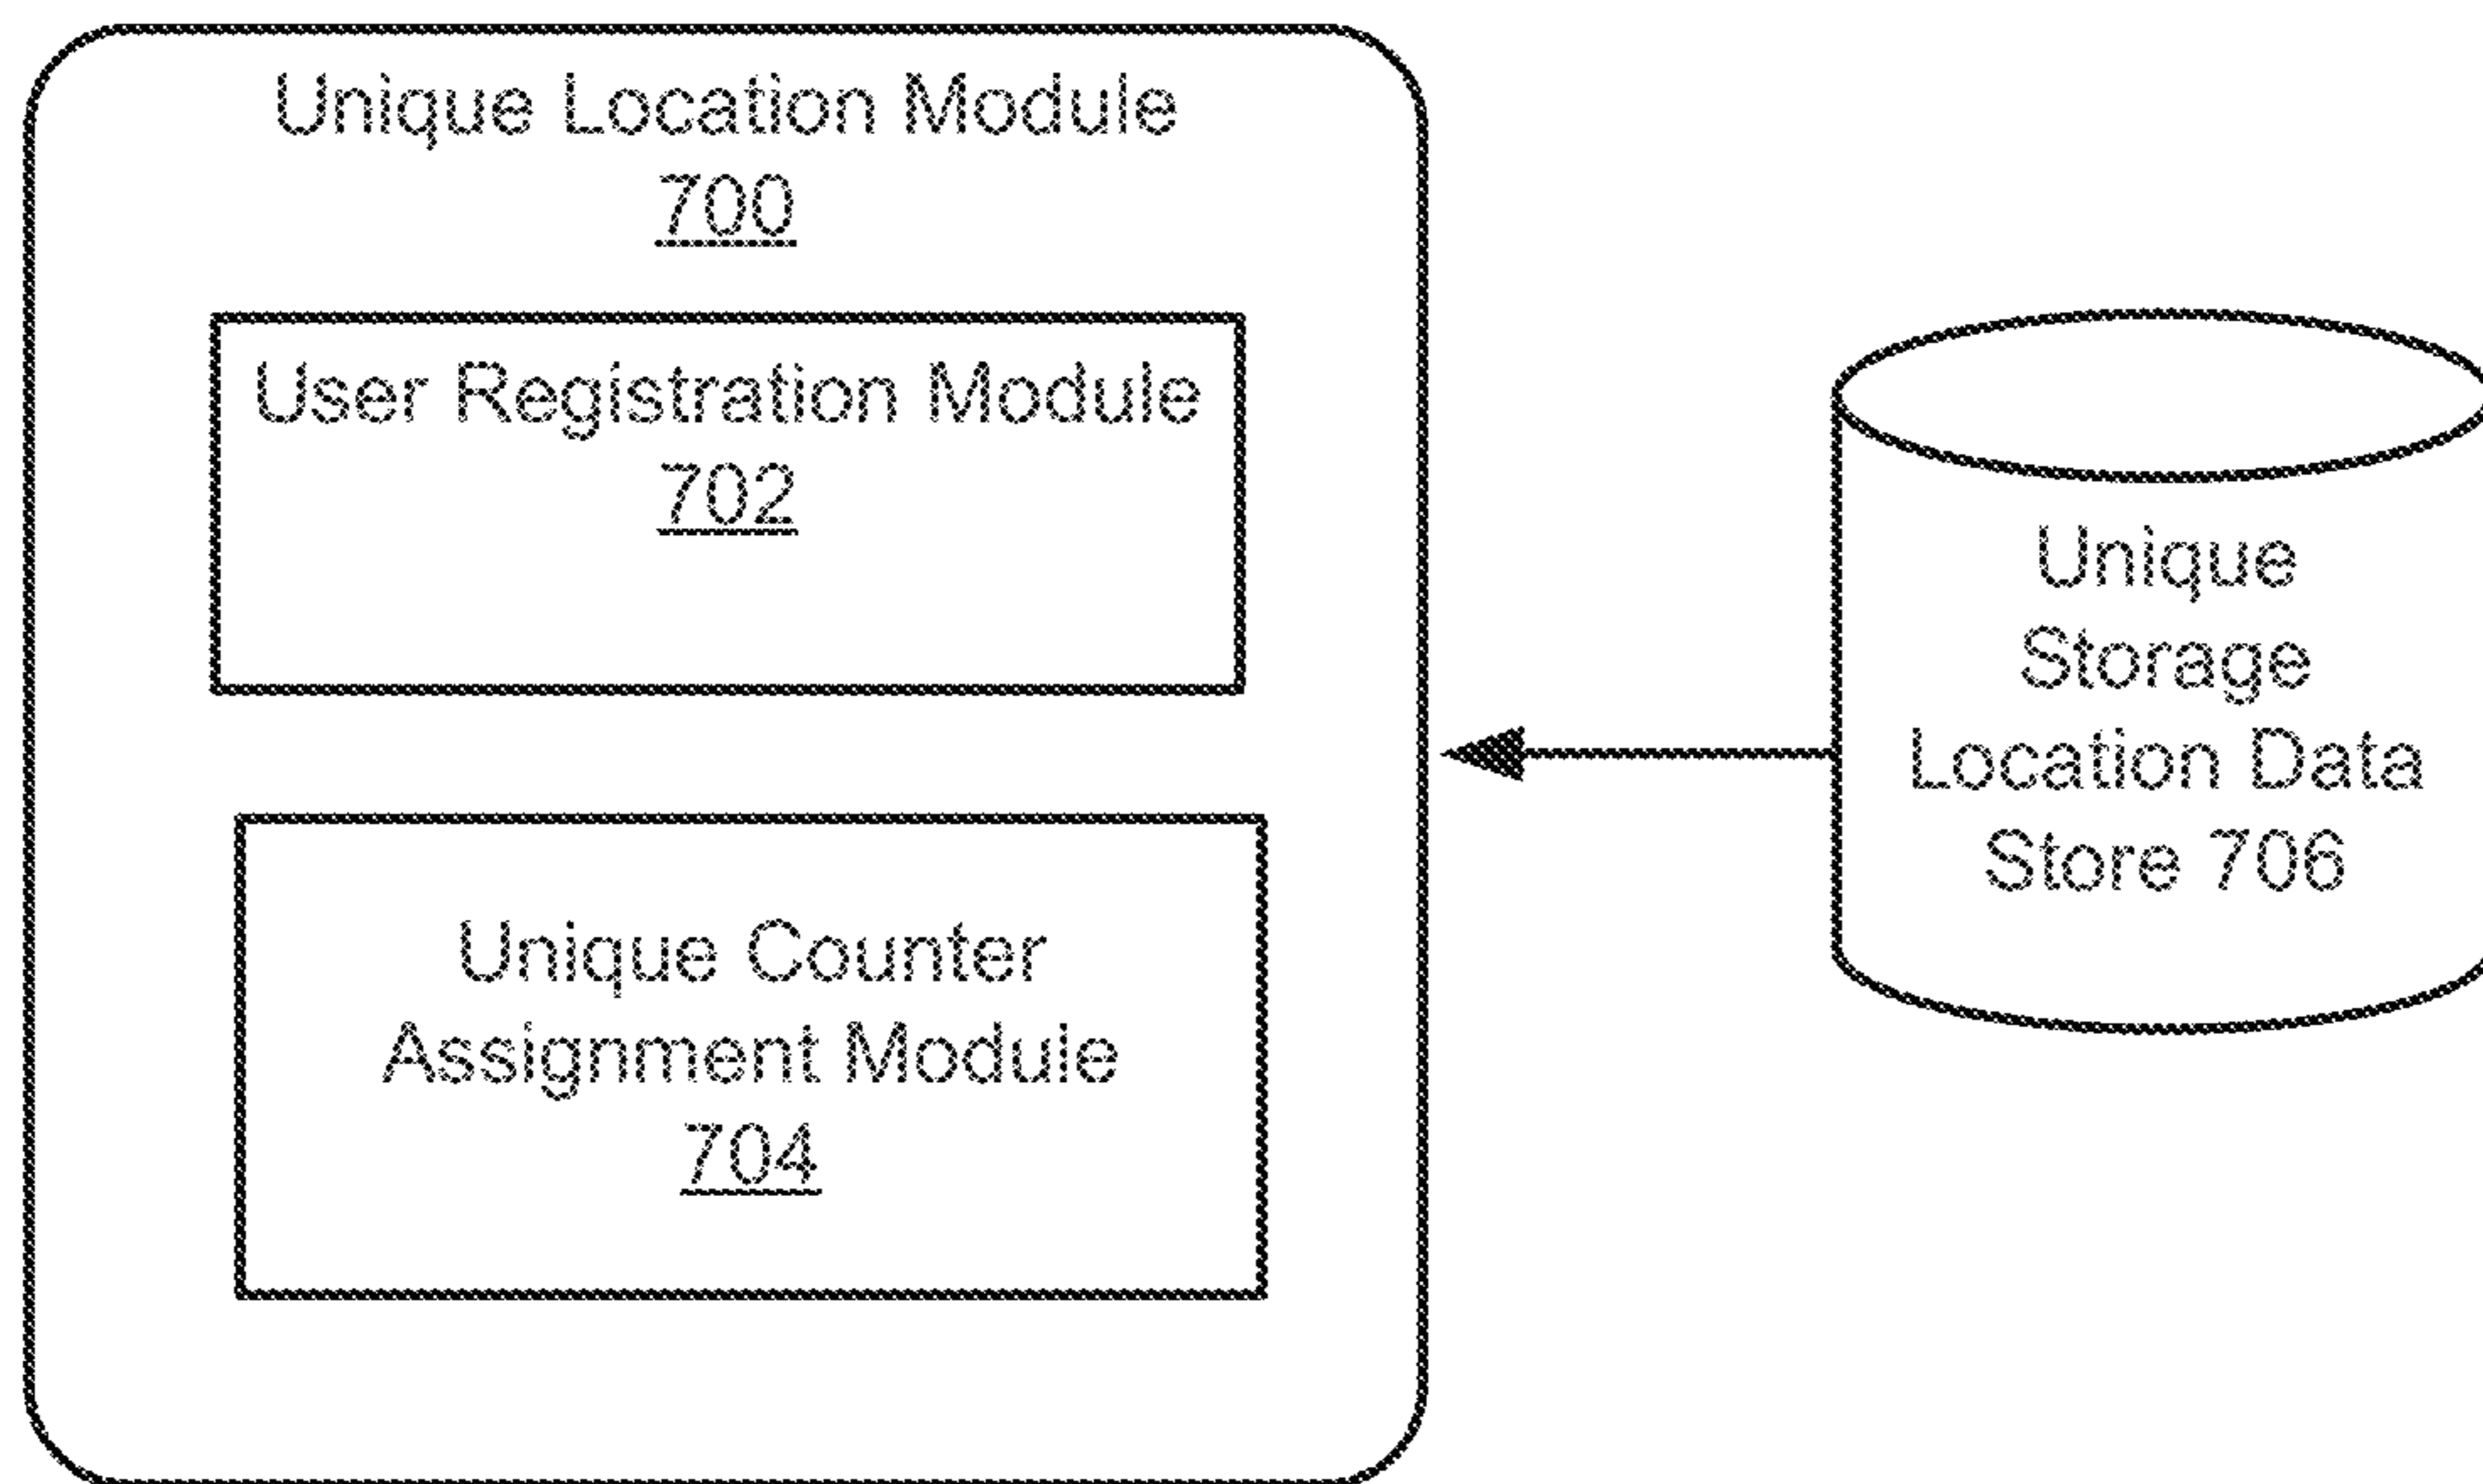 Unique Location Module
700
User Registration Module
702
Unique Counter
Assignment Module
704
Unique
Storage
Location Data
Store 706